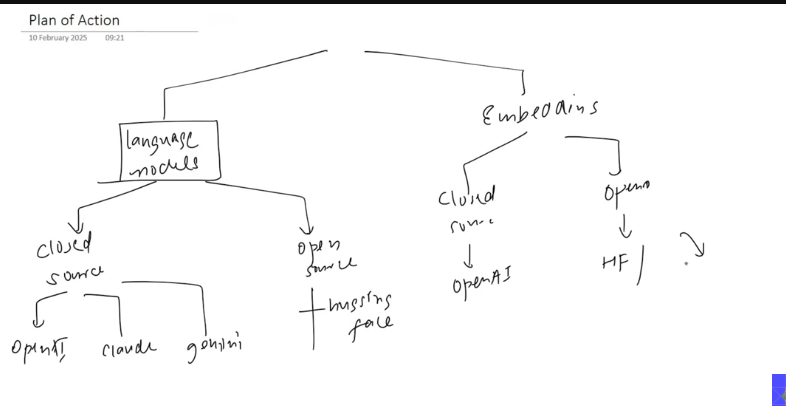 Plan of Action
10 February 2025 09:21
Embeddings
language
models
closed
source
open
source
closed
source
Open
OpenAI
HF
hugging
face
OpenAI
claude
gemini